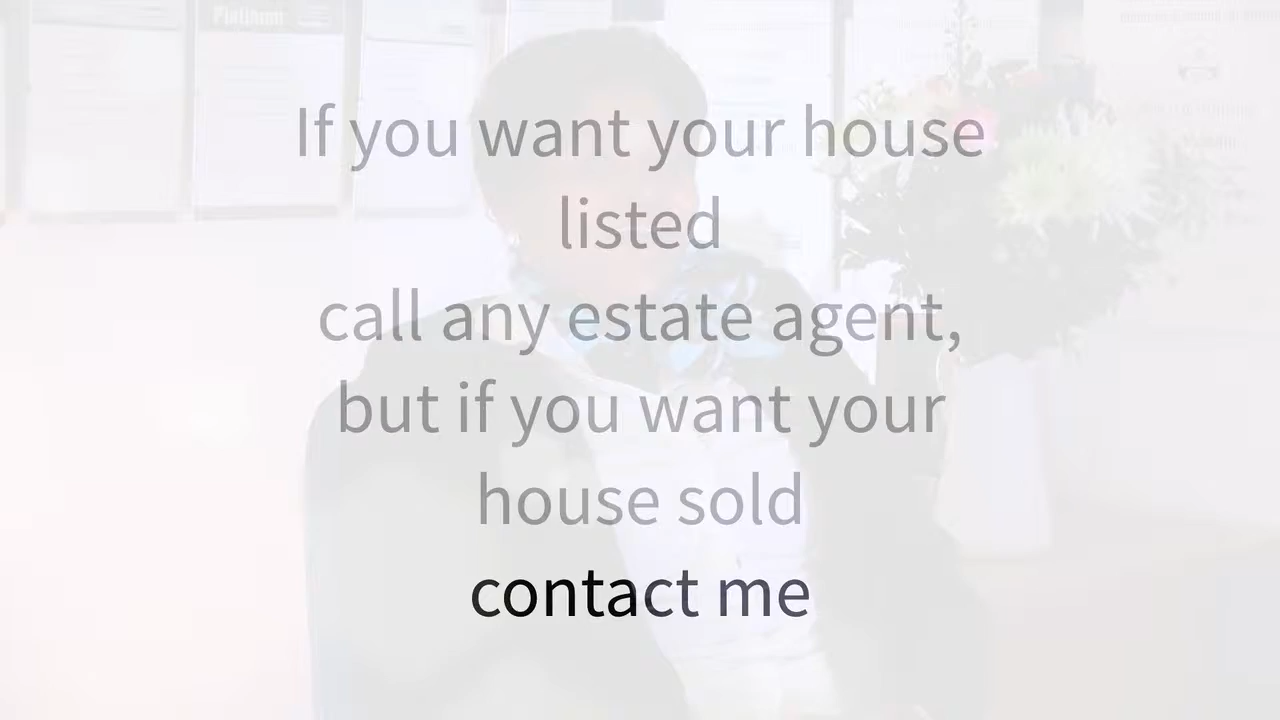 Platinum
If you want your house
listed
call any estate agent,
but if you want your
house sold
contact me